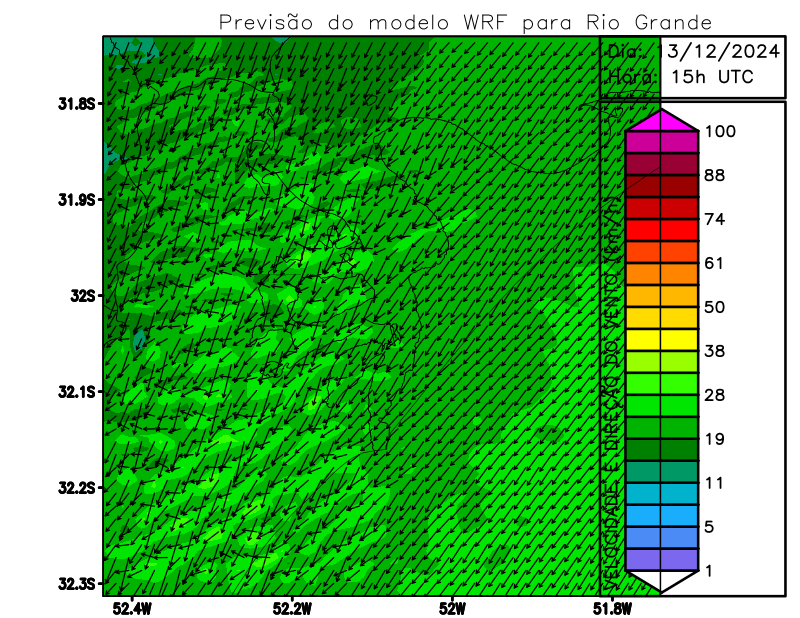 Previsão do modelo WRF para Rio Grande
Dia: 13/12/2024
Hora: 15h UTC
31.8S
31.9S
32S
32.1S
32.2S
32.3S
52.4W
52.2W
52W
51.8W
VELOCIDADE E DIREÇÃO DO VENTO (km/h)
100
88
74
61
50
38
28
19
11
5
1